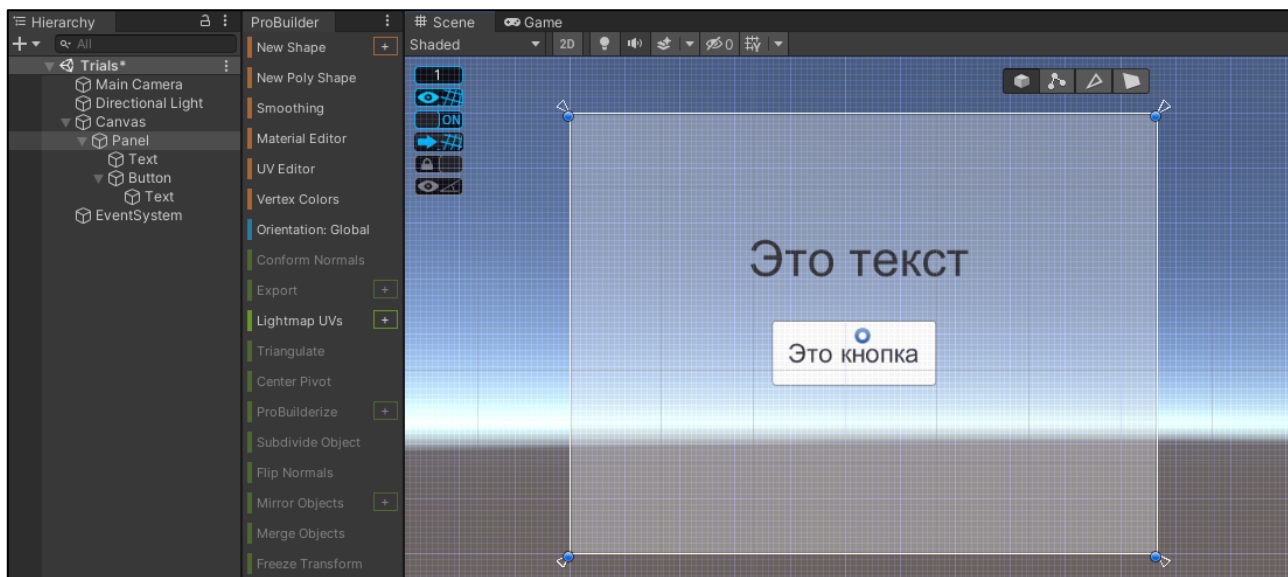 Hierarchy
All
Trials*
Main Camera
Directional Light
Canvas
Panel
Text
Button
Text
EventSystem
ProBuilder
New Shape +
New Poly Shape
Smoothing
Material Editor
UV Editor
Vertex Colors
Orientation: Global
Conform Normals
Export +
Lightmap UVs +
Triangulate
Center Pivot
ProBuilderize +
Subdivide Object
Flip Normals
Mirror Objects +
Merge Objects
Freeze Transform
Scene Game
Shaded 2D 0
1
ON
Это текст
Это кнопка